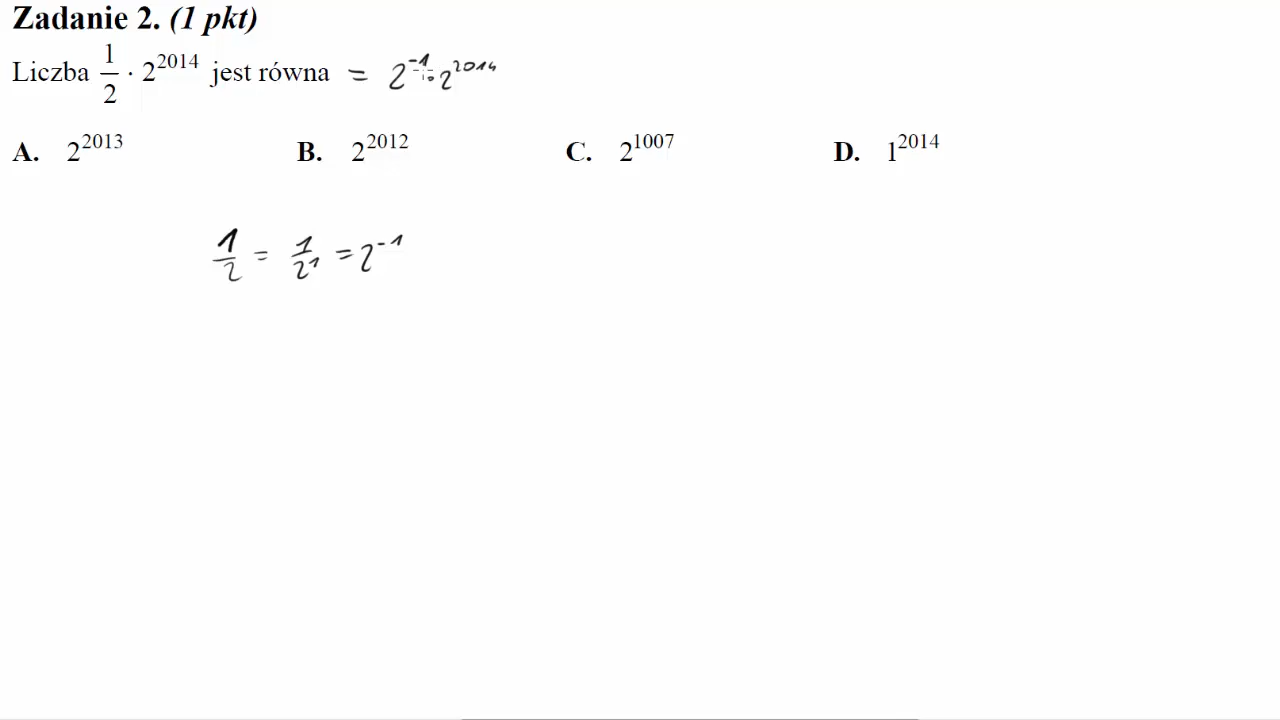 Zadanie 2. (1 pkt)
Liczba 1/2 · 2^2014 jest równa = 2^-1 · 2^2014
A. 2^2013 B. 2^2012 C. 2^1007 D. 1^2014
1/2 = 1/2^1 = 2^-1